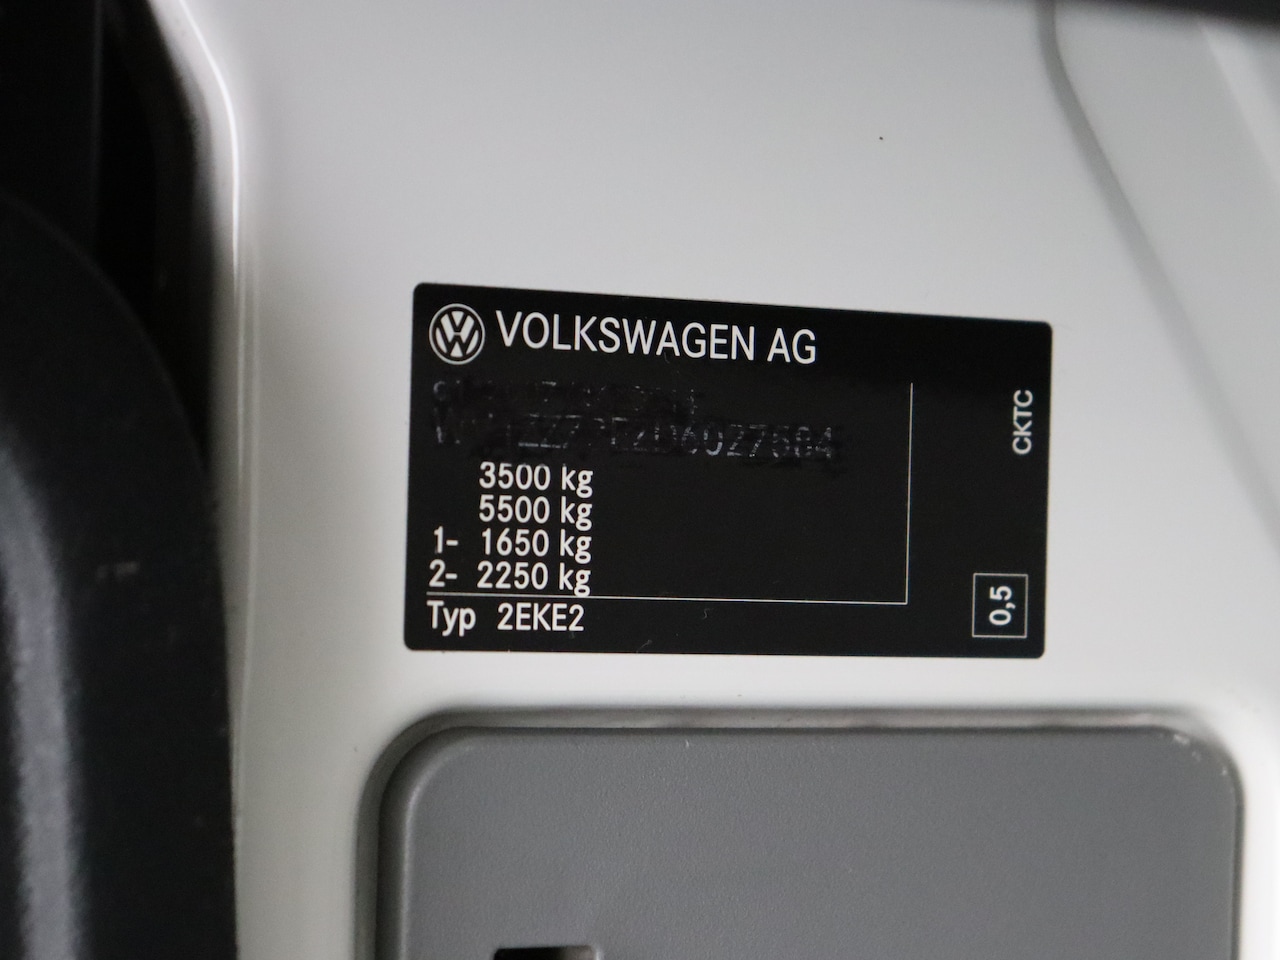 VOLKSWAGEN AG
3500 kg
5500 kg
1- 1650 kg
2- 2250 kg
Typ 2EKE2
CKTC
0,5